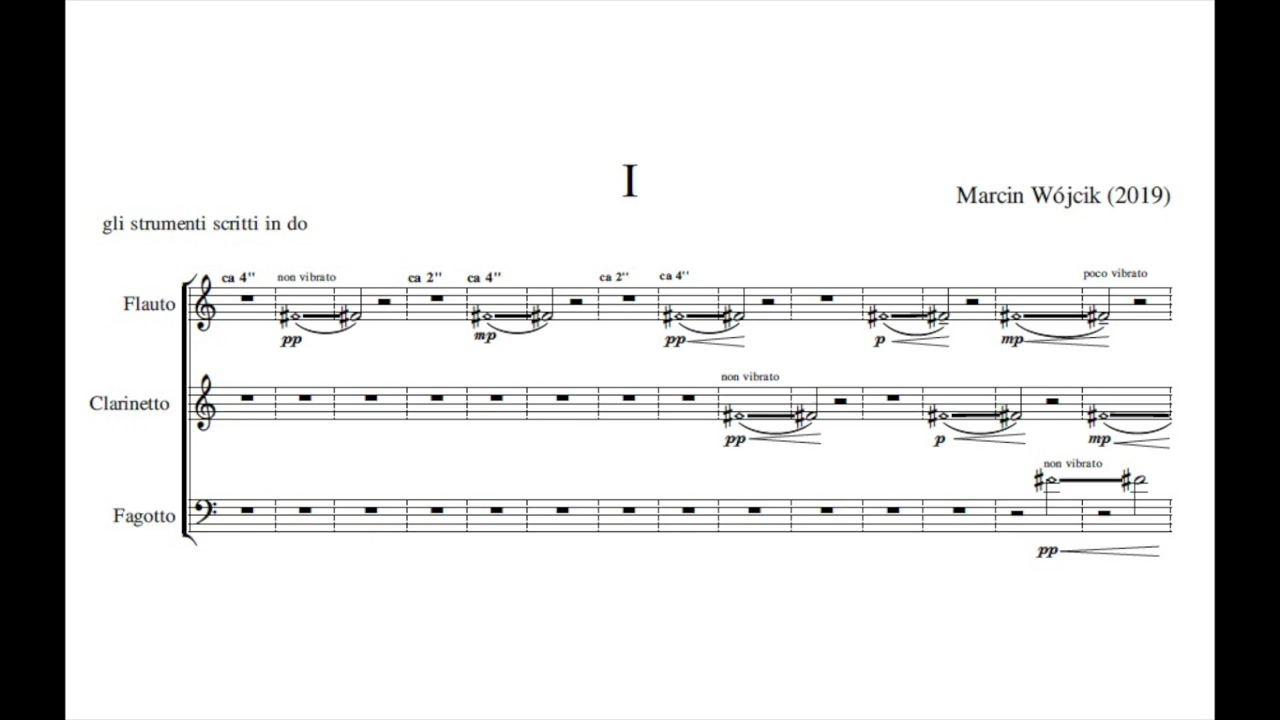 I
Marcin Wójcik (2019)
gli strumenti scritti in do
ca 4'' non vibrato ca 2'' ca 4'' ca 2'' ca 4'' poco vibrato
Flauto
pp mp pp p mp
non vibrato
Clarinetto
pp p mp
non vibrato
Fagotto
pp